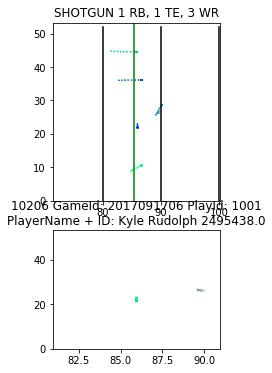 SHOTGUN 1 RB, 1 TE, 3 WR
50
40
30
20
10
0
80 90 100
10206 GameId: 2017091706 PlayId: 1001
PlayerName + ID: Kyle Rudolph 2495438.0
40
20
0
82.5 85.0 87.5 90.0